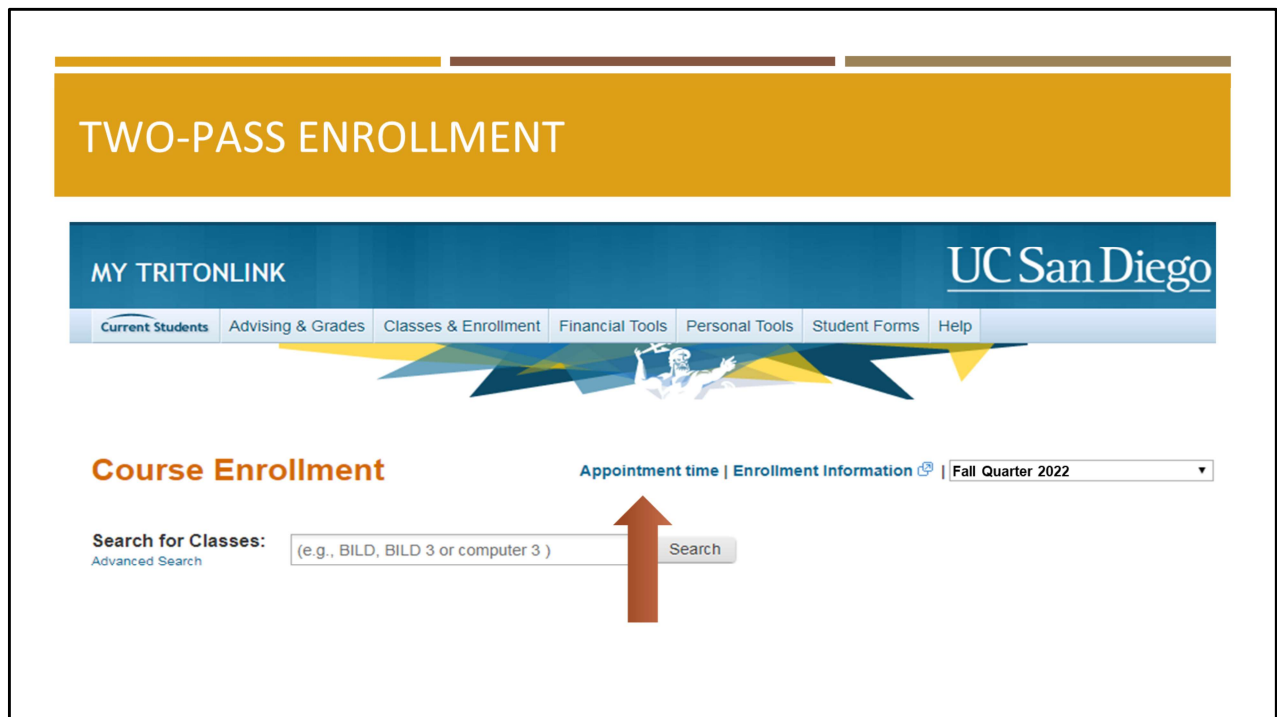 TWO-PASS ENROLLMENT
MY TRITONLINK
UC San Diego
Current Students Advising & Grades Classes & Enrollment Financial Tools Personal Tools Student Forms Help
Course Enrollment
Appointment time | Enrollment Information | Fall Quarter 2022
Search for Classes:
Advanced Search
(e.g., BILD, BILD 3 or computer 3 )
Search